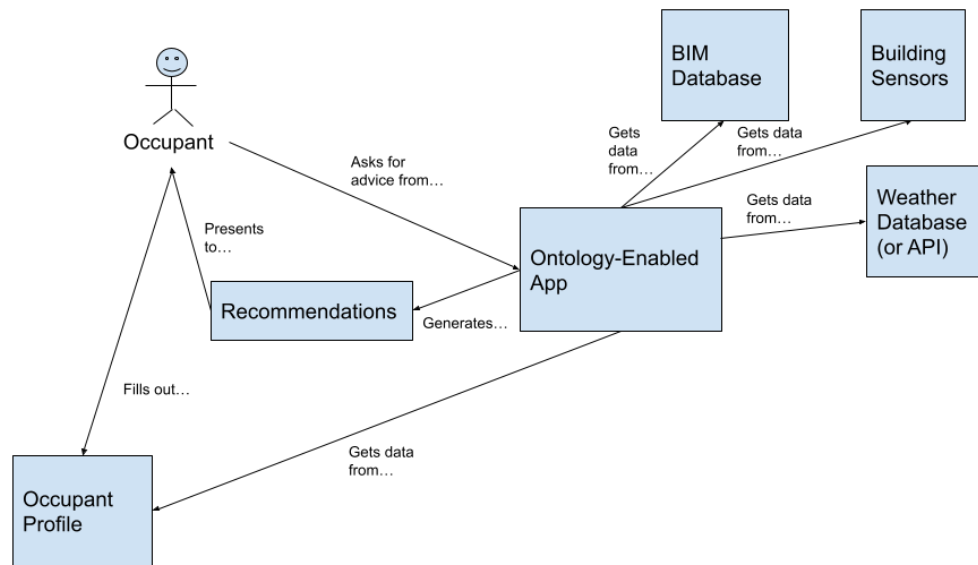 BIM
Database
Building
Sensors
Occupant
Gets
data
from…
Gets data
from…
Asks for
advice from…
Weather
Database
(or API)
Gets data
from…
Presents
to…
Ontology-Enabled
App
Recommendations
Generates…
Fills out…
Gets data
from…
Occupant
Profile